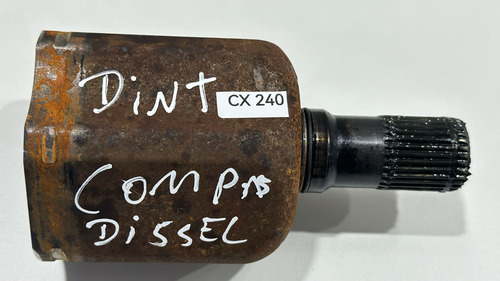 DiNT
CX 240
COMPAS
DiSSEL